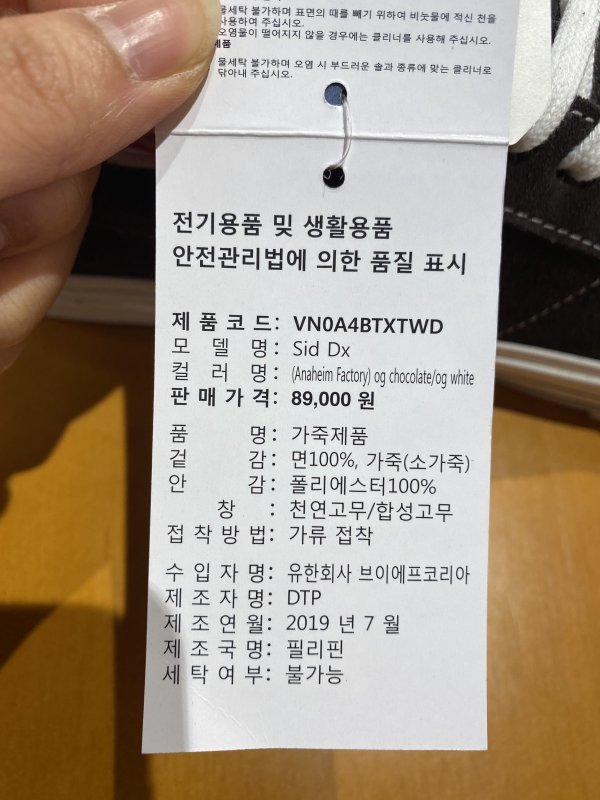 물세탁 불가하며 표면의 때를 빼기 위하여 비눗물에 적신 천을
사용하여 주십시오.
오염물이 떨어지지 않을 경우에는 클리너를 사용해 주십시오.
제품
물세탁 불가하며 오염 시 부드러운 솔과 종류에 맞는 클리너로
닦아내 주십시오.
전기용품 및 생활용품
안전관리법에 의한 품질 표시
제품코드: VN0A4BTXTWD
모델명: Sid Dx
컬러명: (Anaheim Factory) og chocolate/og white
판매가격: 89,000 원
품명: 가죽제품
겉감: 면100%, 가죽(소가죽)
안감: 폴리에스터100%
창: 천연고무/합성고무
접착방법: 가류 접착
수입자명: 유한회사 브이에프코리아
제조자명: DTP
제조연월: 2019 년 7 월
제조국명: 필리핀
세탁여부: 불가능